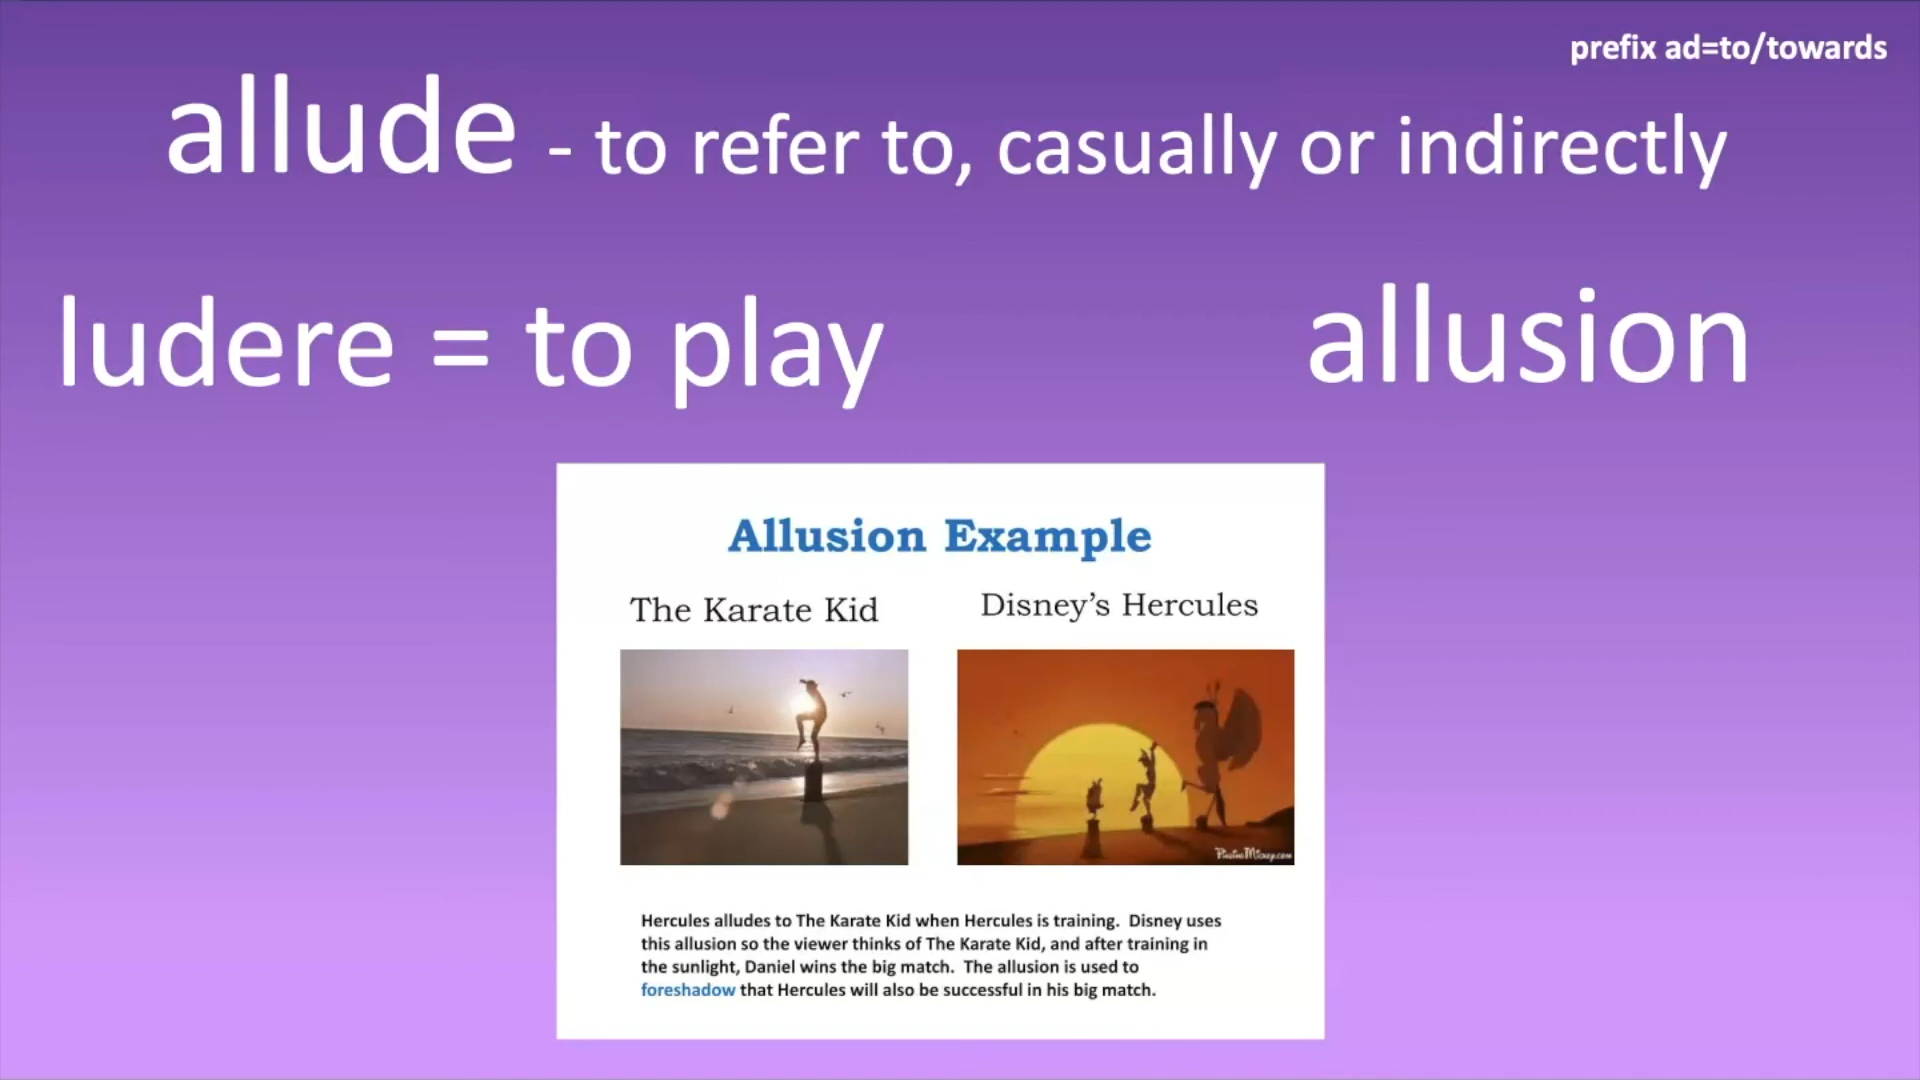 prefix ad=to/towards
allude - to refer to, casually or indirectly
ludere = to play
allusion
Allusion Example
The Karate Kid
Disney’s Hercules
Hercules alludes to The Karate Kid when Hercules is training. Disney uses
this allusion so the viewer thinks of The Karate Kid, and after training in
the sunlight, Daniel wins the big match. The allusion is used to
foreshadow that Hercules will also be successful in his big match.